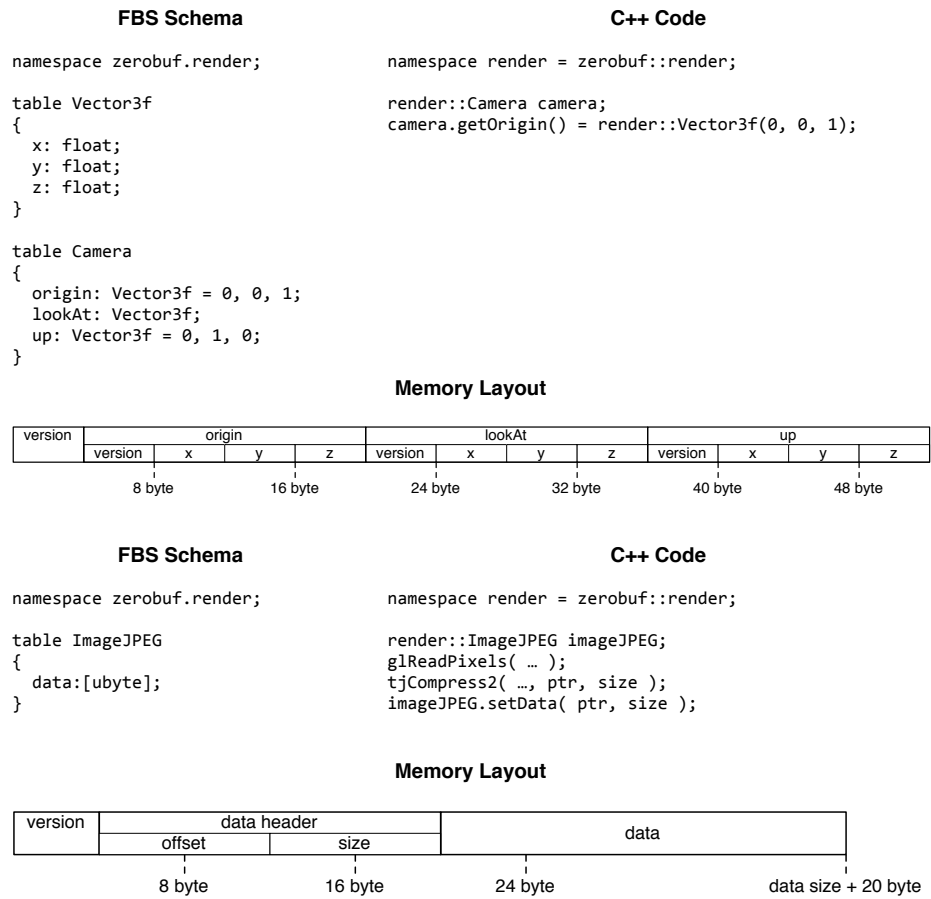 FBS Schema
C++ Code
namespace zerobuf.render;
namespace render = zerobuf::render;
table Vector3f
{
  x: float;
  y: float;
  z: float;
}
render::Camera camera;
camera.getOrigin() = render::Vector3f(0, 0, 1);
table Camera
{
  origin: Vector3f = 0, 0, 1;
  lookAt: Vector3f;
  up: Vector3f = 0, 1, 0;
}
Memory Layout
version origin lookAt up
version x y z version x y z version x y z
8 byte 16 byte 24 byte 32 byte 40 byte 48 byte
FBS Schema
C++ Code
namespace zerobuf.render;
namespace render = zerobuf::render;
table ImageJPEG
{
  data:[ubyte];
}
render::ImageJPEG imageJPEG;
glReadPixels( … );
tjCompress2( …, ptr, size );
imageJPEG.setData( ptr, size );
Memory Layout
version data header data
offset size
8 byte 16 byte 24 byte data size + 20 byte